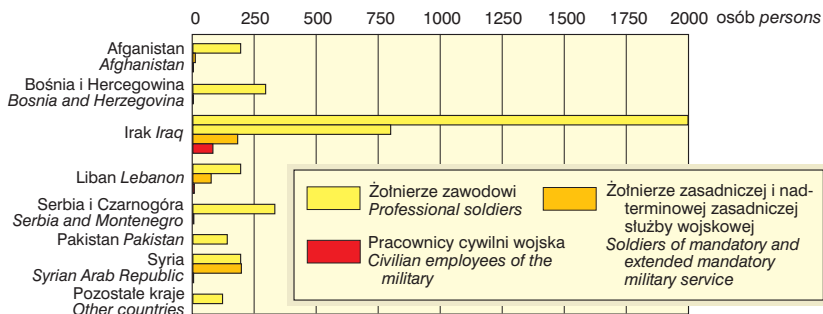 0 250 500 750 1000 1250 1500 1750 2000 osób persons
Afganistan
Afghanistan
Bośnia i Hercegowina
Bosnia and Herzegovina
Irak Iraq
Liban Lebanon
Serbia i Czarnogóra
Serbia and Montenegro
Pakistan Pakistan
Syria
Syrian Arab Republic
Pozostałe kraje
Other countries
Żołnierze zawodowi
Professional soldiers
Pracownicy cywilni wojska
Civilian employees of the
military
Żołnierze zasadniczej i nad-
terminowej zasadniczej
służby wojskowej
Soldiers of mandatory and
extended mandatory
military service